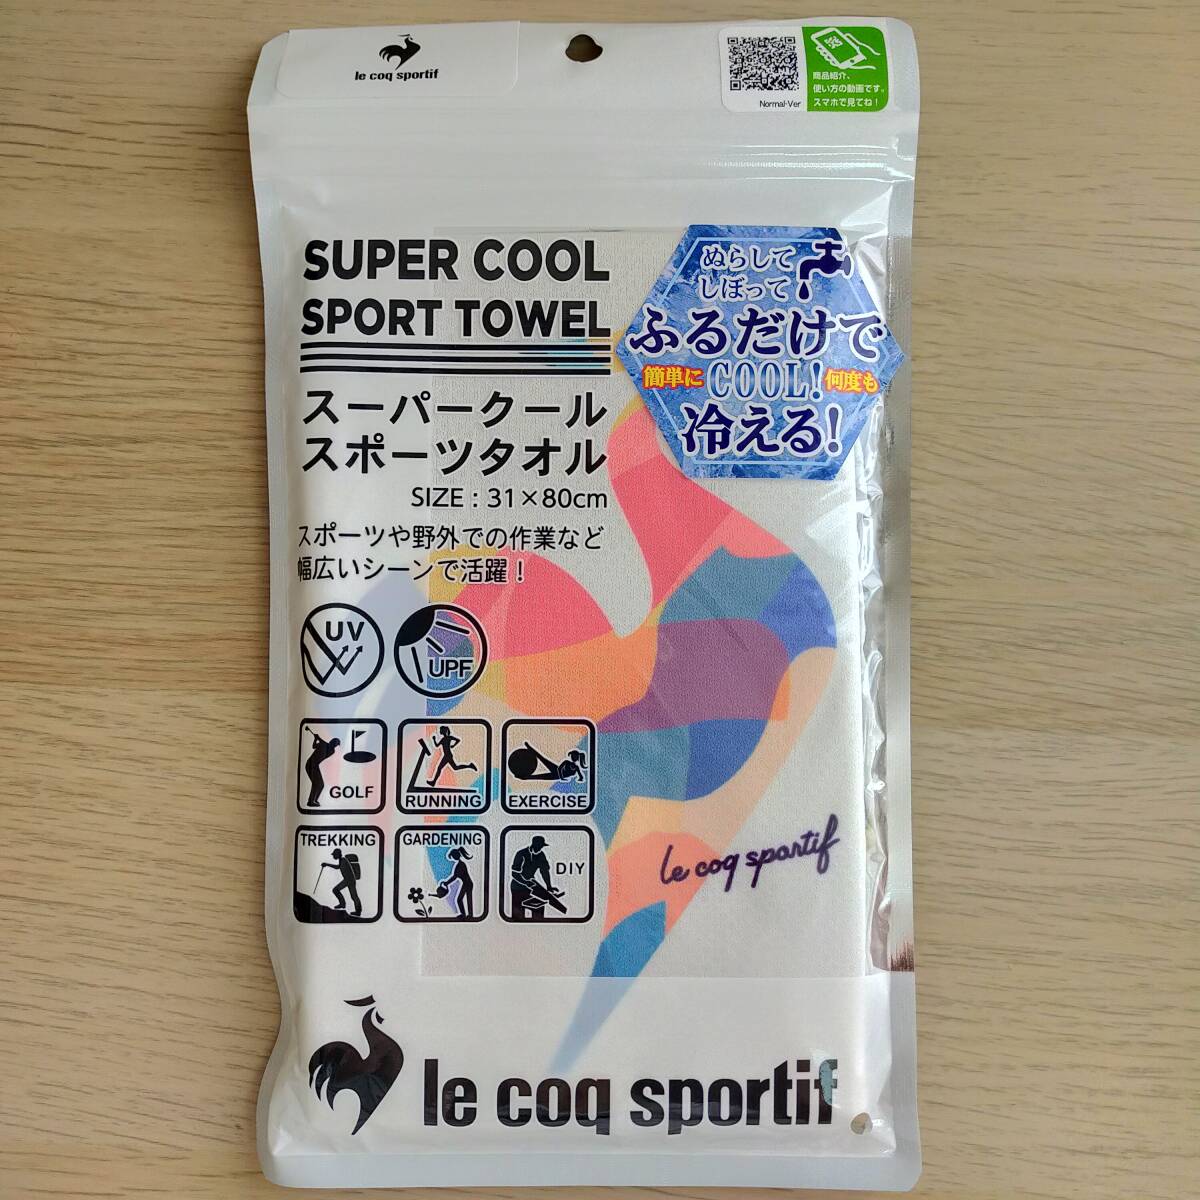 le coq sportif
Normal-Ver
商品紹介、
使い方の動画です。
スマホで見てね!
SUPER COOL
SPORT TOWEL
スーパークール
スポーツタオル
SIZE : 31×80cm
スポーツや野外での作業など
幅広いシーンで活躍!
ぬらして
しぼって
ふるだけで
簡単に COOL! 何度も
冷える!
UV
UPF
GOLF
RUNNING
EXERCISE
TREKKING
GARDENING
DIY
le coq sportif
le coq sportif